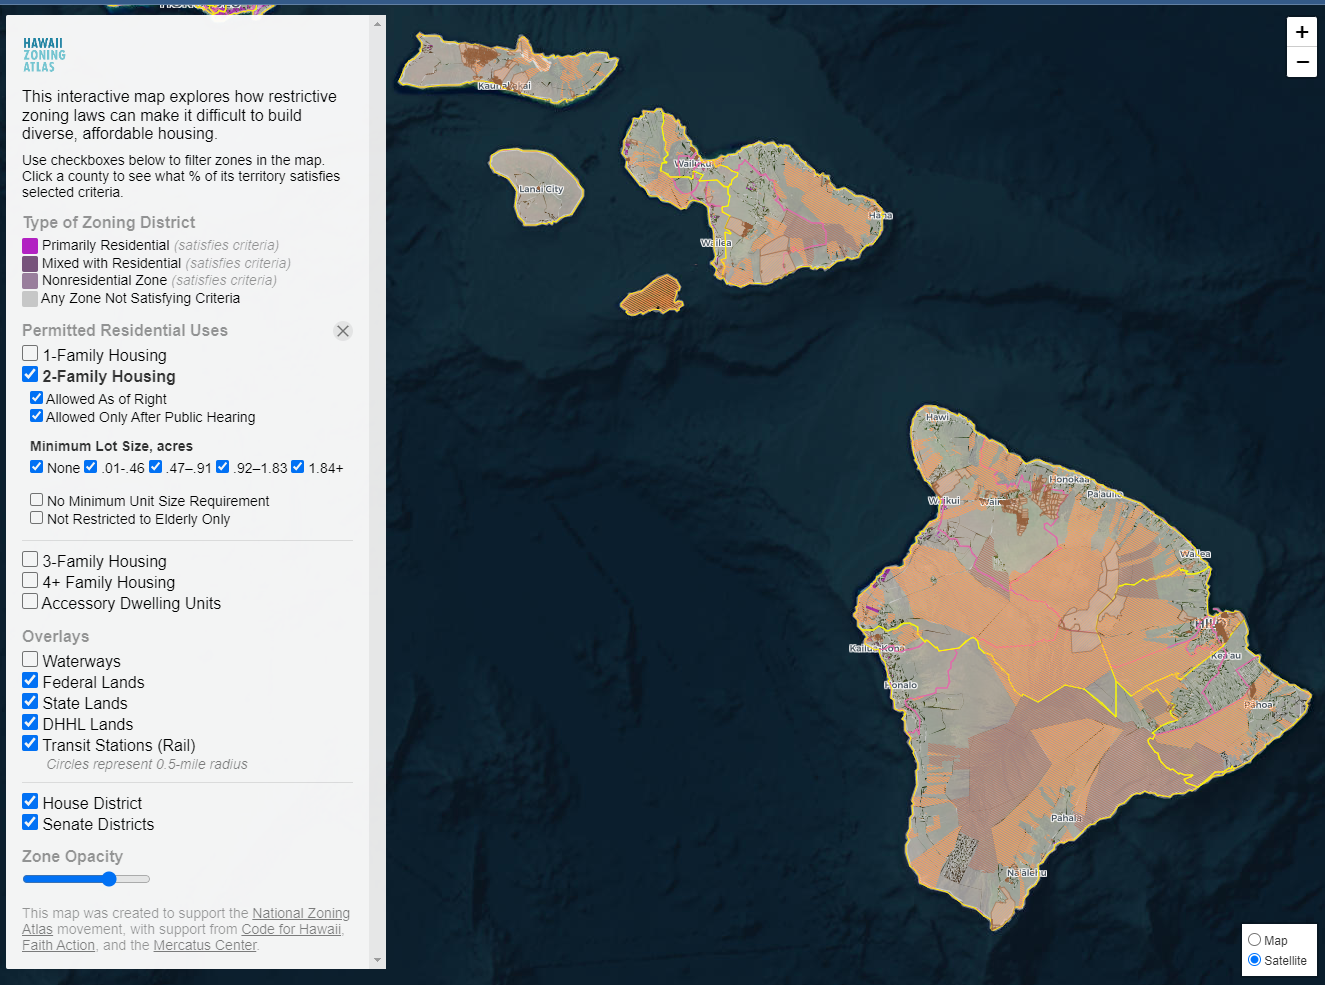 HAWAII
ZONING
ATLAS
This interactive map explores how restrictive
zoning laws can make it difficult to build
diverse, affordable housing.
Use checkboxes below to filter zones in the map.
Click a county to see what % of its territory satisfies
selected criteria.
Type of Zoning District
Primarily Residential (satisfies criteria)
Mixed with Residential (satisfies criteria)
Nonresidential Zone (satisfies criteria)
Any Zone Not Satisfying Criteria
Permitted Residential Uses
1-Family Housing
2-Family Housing
Allowed As of Right
Allowed Only After Public Hearing
Minimum Lot Size, acres
None .01-.46 .47–.91 .92–1.83 1.84+
No Minimum Unit Size Requirement
Not Restricted to Elderly Only
3-Family Housing
4+ Family Housing
Accessory Dwelling Units
Overlays
Waterways
Federal Lands
State Lands
DHHL Lands
Transit Stations (Rail)
Circles represent 0.5-mile radius
House District
Senate Districts
Zone Opacity
This map was created to support the National Zoning
Atlas movement, with support from Code for Hawaii,
Faith Action, and the Mercatus Center.
+
−
Kaunakakai
Lanai City
Wailuku
Hana
Wailea
Hawi
Honokaa
Paauilo
Wailea
HILO
Keaau
Kailua-Kona
Honalo
Pahoa
Pahala
Naalehu
Map
Satellite